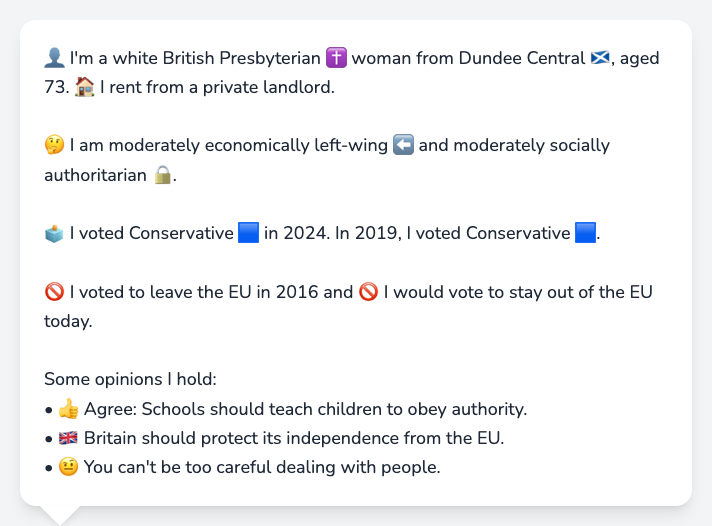 👤 I'm a white British Presbyterian ✝️ woman from Dundee Central 🏴󠁧󠁢󠁳󠁣󠁴󠁿, aged
73. 🏠 I rent from a private landlord.
🤔 I am moderately economically left-wing ⬅️ and moderately socially
authoritarian 🔒.
🗳️ I voted Conservative 🟦 in 2024. In 2019, I voted Conservative 🟦.
🚫 I voted to leave the EU in 2016 and 🚫 I would vote to stay out of the EU
today.
Some opinions I hold:
• 👍 Agree: Schools should teach children to obey authority.
• 🇬🇧 Britain should protect its independence from the EU.
• 🤨 You can't be too careful dealing with people.